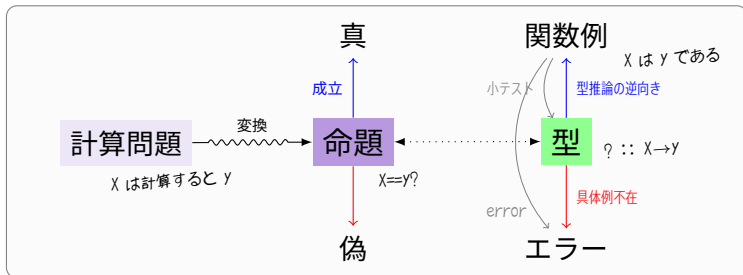 真
関数例
X は y である
成立
小テスト
型推論の逆向き
計算問題
変換
命題
型
? :: X→y
X は計算すると y
X==y?
具体例不在
error
偽
エラー